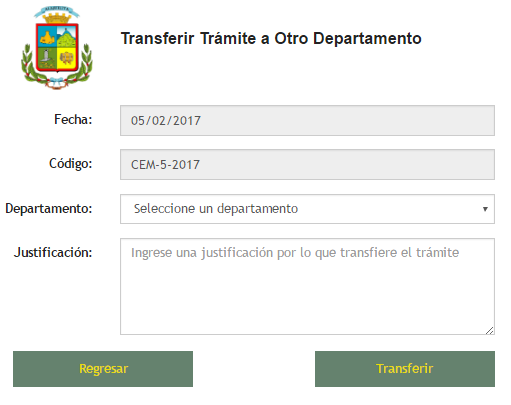 Transferir Trámite a Otro Departamento
Fecha: 05/02/2017
Código: CEM-5-2017
Departamento: Seleccione un departamento
Justificación: Ingrese una justificación por lo que transfiere el trámite
Regresar Transferir